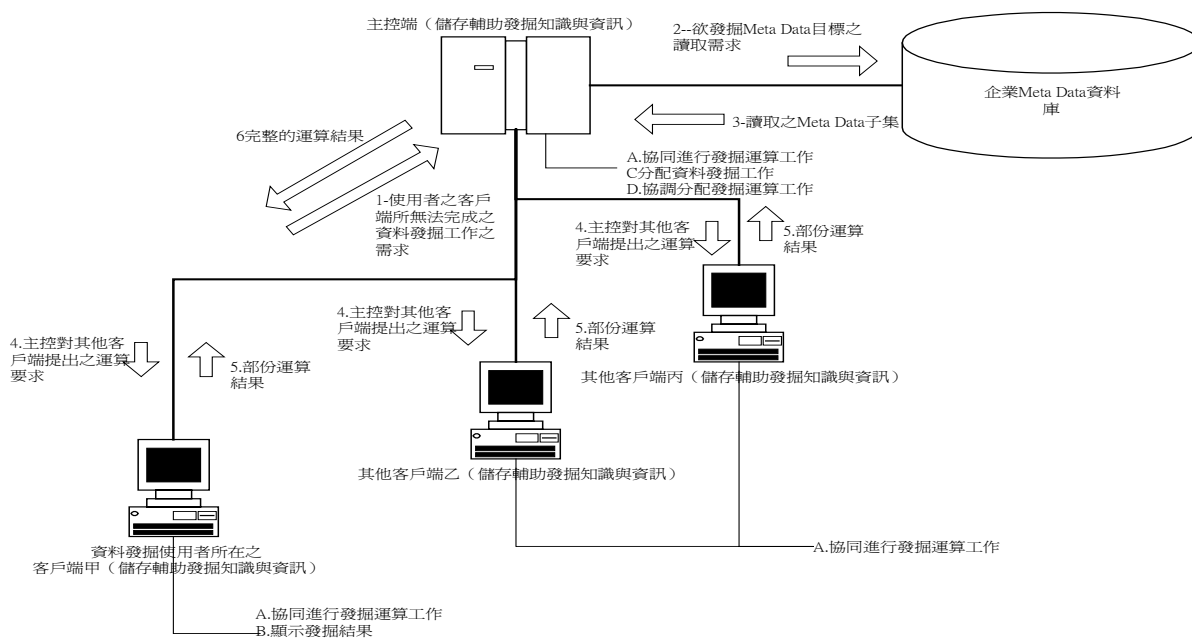 主控端（儲存輔助發掘知識與資訊）
2--欲發掘Meta Data目標之
讀取需求
企業Meta Data資料
庫
3-讀取之Meta Data子集
6完整的運算結果
A.協同進行發掘運算工作
C分配資料發掘工作
D.協調分配發掘運算工作
1-使用者之客戶
端所無法完成之
資料發掘工作之
需求
4.主控對其他客
戶端提出之運算
要求
5.部份運算
結果
4.主控對其他客
戶端提出之運算
要求
5.部份運算
結果
4.主控對其他客
戶端提出之運算
要求
5.部份運算
結果
其他客戶端丙（儲存輔助發掘知識與資訊）
其他客戶端乙（儲存輔助發掘知識與資訊）
資料發掘使用者所在之
客戶端甲（儲存輔助發掘知識與資訊）
A.協同進行發掘運算工作
A.協同進行發掘運算工作
B.顯示發掘結果